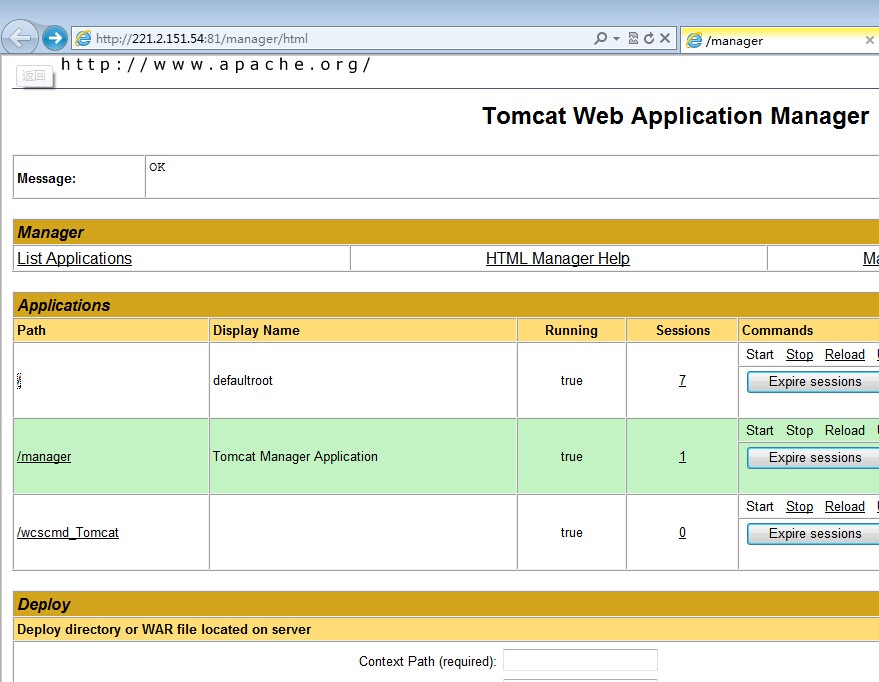 http://221.2.151.54:81/manager/html
/manager
返回
http://www.apache.org/
Tomcat Web Application Manager
Message: OK
Manager
List Applications HTML Manager Help
Applications
Path Display Name Running Sessions Commands
Start Stop Reload
/ defaultroot true 7 Expire sessions
Start Stop Reload
/manager Tomcat Manager Application true 1 Expire sessions
Start Stop Reload
/wcscmd_Tomcat true 0 Expire sessions
Deploy
Deploy directory or WAR file located on server
Context Path (required):